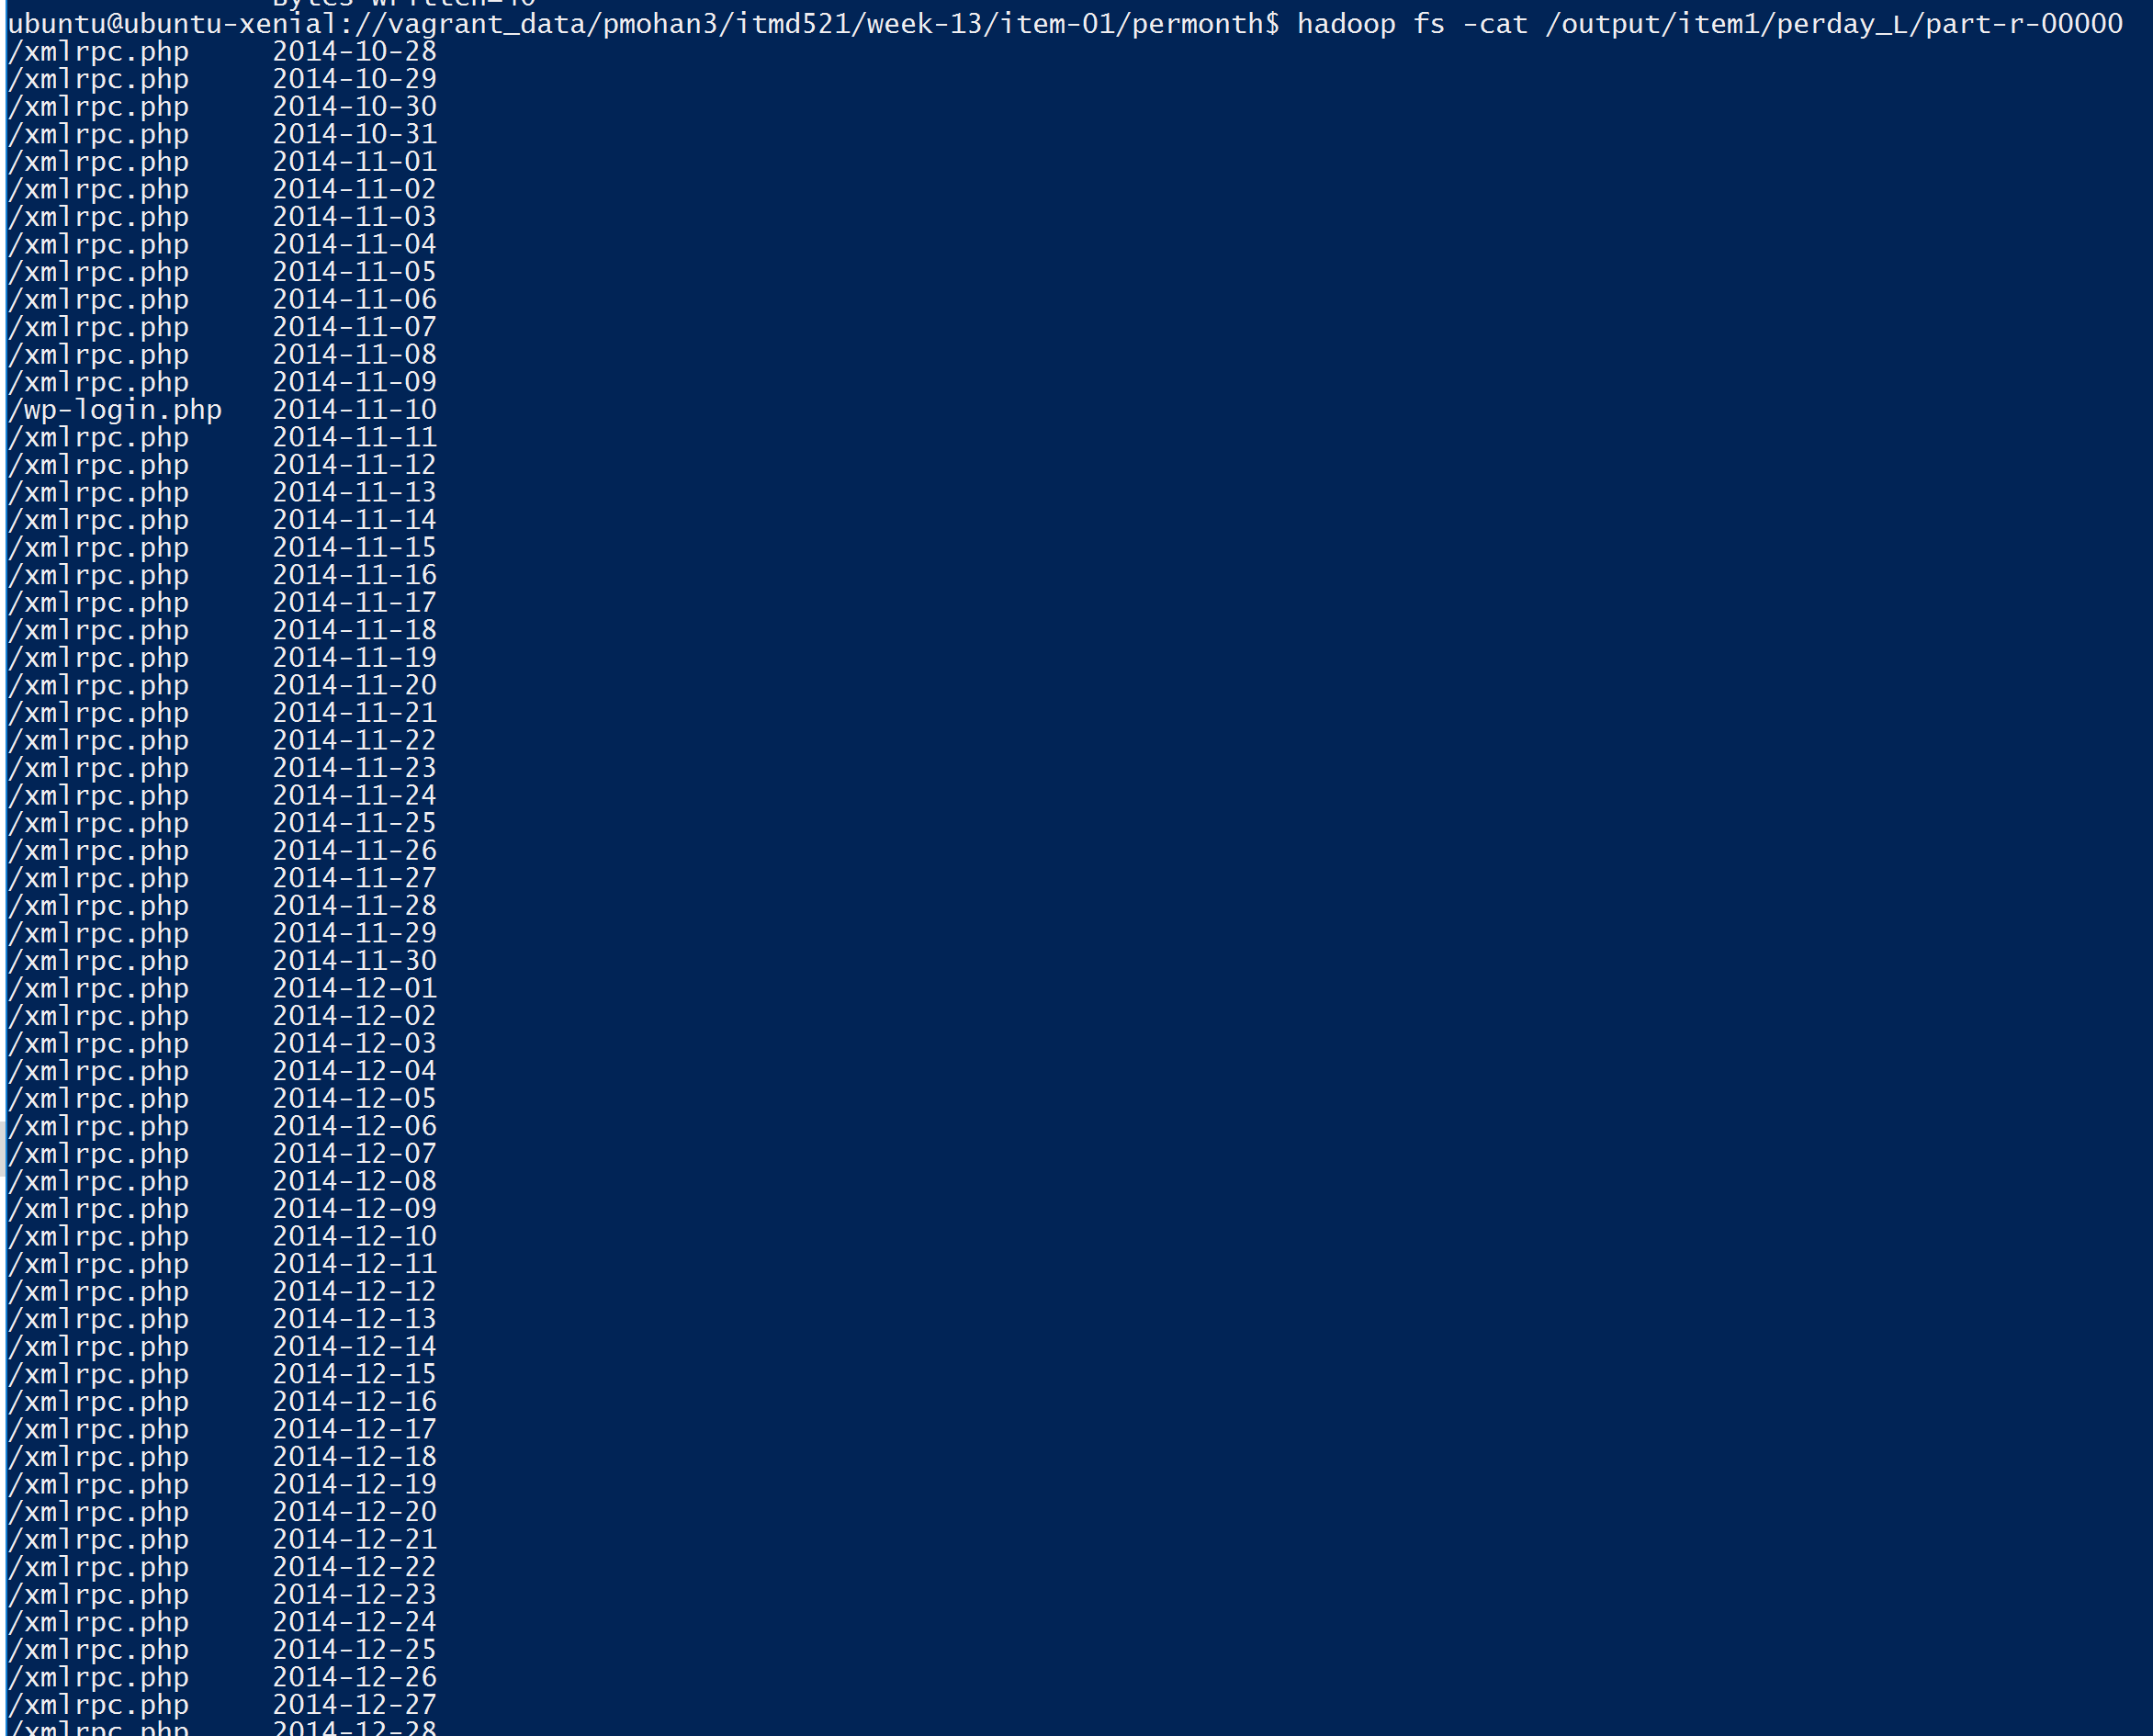 Bytes Written=40
ubuntu@ubuntu-xenial://vagrant_data/pmohan3/itmd521/week-13/item-01/permonth$ hadoop fs -cat /output/item1/perday_L/part-r-00000
/xmlrpc.php 2014-10-28
/xmlrpc.php 2014-10-29
/xmlrpc.php 2014-10-30
/xmlrpc.php 2014-10-31
/xmlrpc.php 2014-11-01
/xmlrpc.php 2014-11-02
/xmlrpc.php 2014-11-03
/xmlrpc.php 2014-11-04
/xmlrpc.php 2014-11-05
/xmlrpc.php 2014-11-06
/xmlrpc.php 2014-11-07
/xmlrpc.php 2014-11-08
/xmlrpc.php 2014-11-09
/wp-login.php 2014-11-10
/xmlrpc.php 2014-11-11
/xmlrpc.php 2014-11-12
/xmlrpc.php 2014-11-13
/xmlrpc.php 2014-11-14
/xmlrpc.php 2014-11-15
/xmlrpc.php 2014-11-16
/xmlrpc.php 2014-11-17
/xmlrpc.php 2014-11-18
/xmlrpc.php 2014-11-19
/xmlrpc.php 2014-11-20
/xmlrpc.php 2014-11-21
/xmlrpc.php 2014-11-22
/xmlrpc.php 2014-11-23
/xmlrpc.php 2014-11-24
/xmlrpc.php 2014-11-25
/xmlrpc.php 2014-11-26
/xmlrpc.php 2014-11-27
/xmlrpc.php 2014-11-28
/xmlrpc.php 2014-11-29
/xmlrpc.php 2014-11-30
/xmlrpc.php 2014-12-01
/xmlrpc.php 2014-12-02
/xmlrpc.php 2014-12-03
/xmlrpc.php 2014-12-04
/xmlrpc.php 2014-12-05
/xmlrpc.php 2014-12-06
/xmlrpc.php 2014-12-07
/xmlrpc.php 2014-12-08
/xmlrpc.php 2014-12-09
/xmlrpc.php 2014-12-10
/xmlrpc.php 2014-12-11
/xmlrpc.php 2014-12-12
/xmlrpc.php 2014-12-13
/xmlrpc.php 2014-12-14
/xmlrpc.php 2014-12-15
/xmlrpc.php 2014-12-16
/xmlrpc.php 2014-12-17
/xmlrpc.php 2014-12-18
/xmlrpc.php 2014-12-19
/xmlrpc.php 2014-12-20
/xmlrpc.php 2014-12-21
/xmlrpc.php 2014-12-22
/xmlrpc.php 2014-12-23
/xmlrpc.php 2014-12-24
/xmlrpc.php 2014-12-25
/xmlrpc.php 2014-12-26
/xmlrpc.php 2014-12-27
/xmlrpc.php 2014-12-28